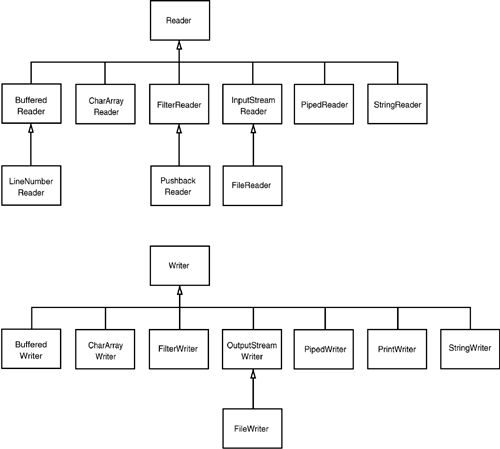 Reader
Buffered
Reader
CharArray
Reader
FilterReader
InputStream
Reader
PipedReader
StringReader
LineNumber
Reader
Pushback
Reader
FileReader
Writer
Buffered
Writer
CharArray
Writer
FilterWriter
OutputStream
Writer
PipedWriter
PrintWriter
StringWriter
FileWriter